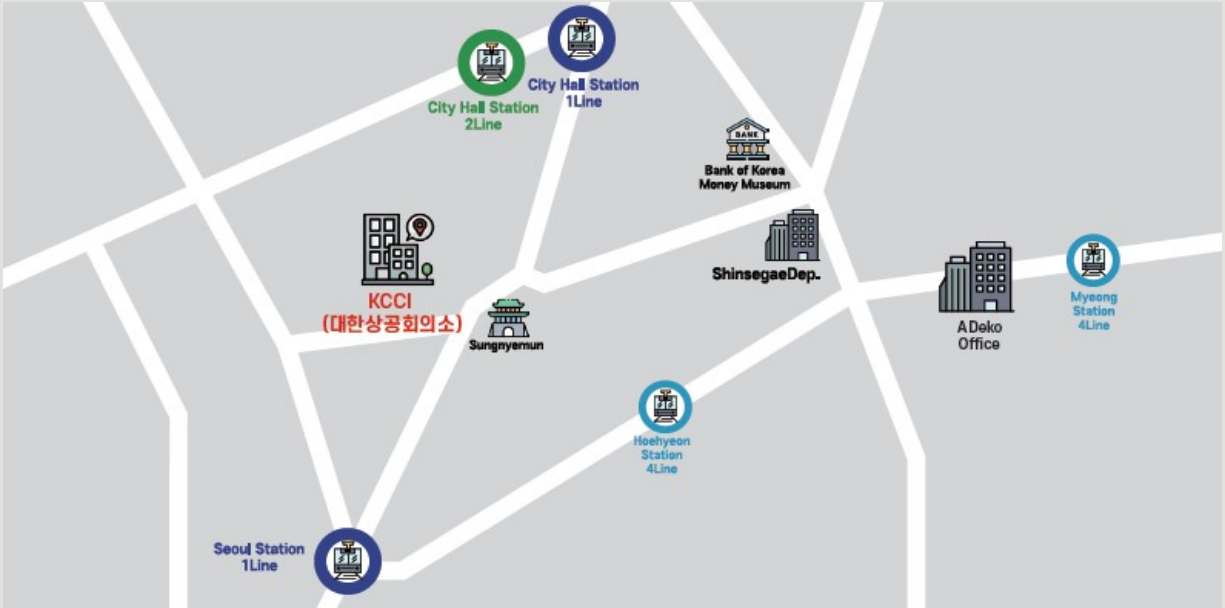 City Hall Station
1Line
City Hall Station
2Line
BANK
Bank of Korea
Money Museum
KCCI
(대한상공회의소)
ShinsegaeDep.
Sungnyemun
Myeong
Station
4Line
ADeko
Office
Hoehyeon
Station
4Line
Seoul Station
1Line